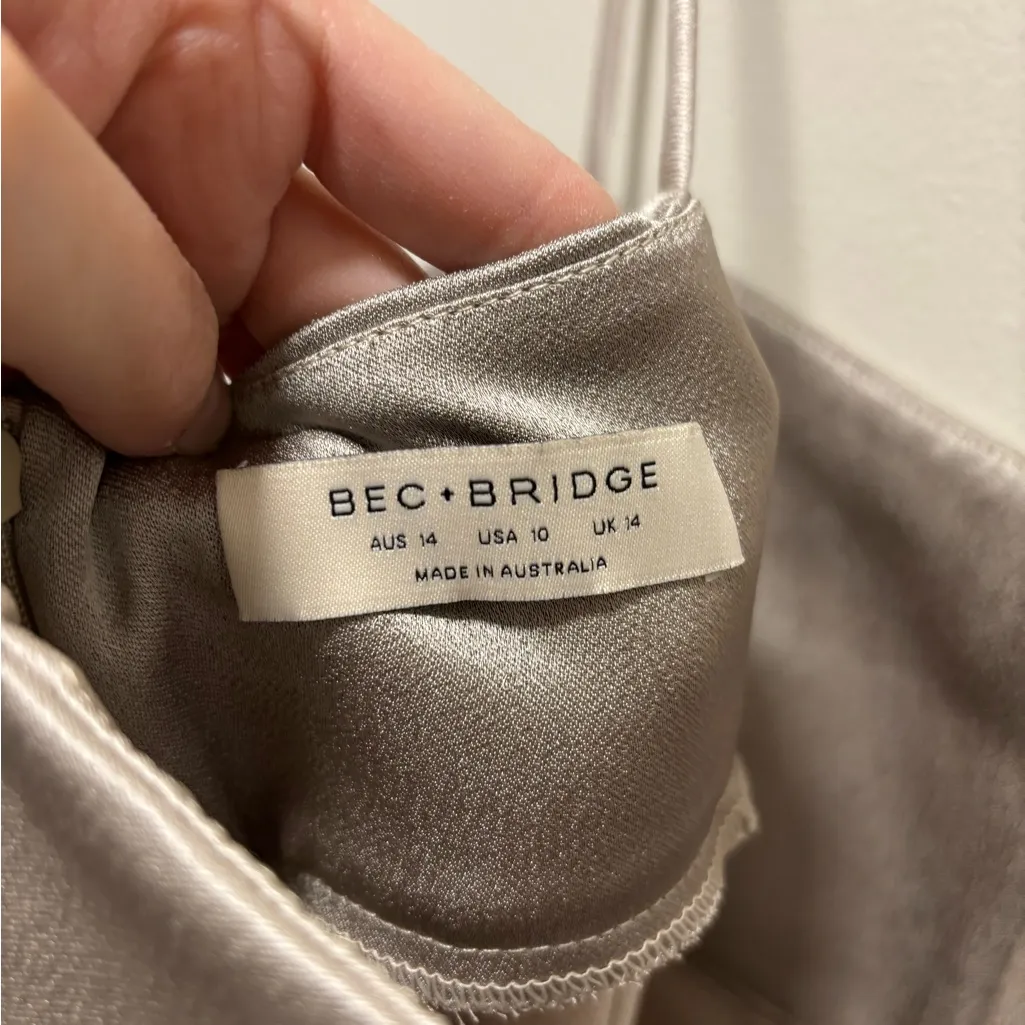 BEC+BRIDGE
AUS 14 USA 10 UK 14
MADE IN AUSTRALIA